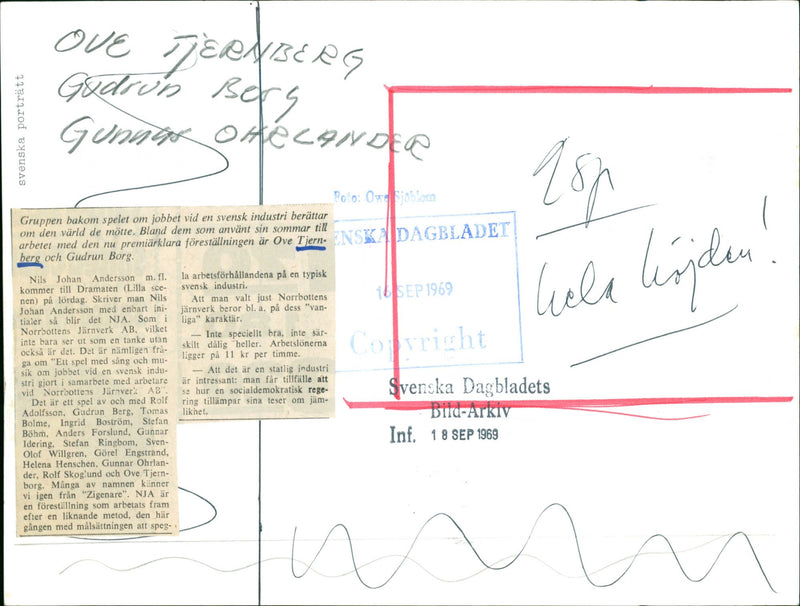 OVE TJERNBERG
Gudrun Berg
Gunnar OHRLANDER
svenska porträtt
Gruppen bakom spelet om jobbet vid en svensk industri berättar
om den värld de mötte. Bland dem som använt sin sommar till
arbetet med den nu premiärklara föreställningen är Ove Tjern-
berg och Gudrun Borg.
Nils Johan Andersson m.fl.
kommer till Dramaten (Lilla sce-
nen) på lördag. Skriver man Nils
Johan Andersson med enbart ini-
tialer så blir det NJA. Som i
Norrbottens Järnverk AB, vilket
inte bara ser ut som en tanke utan
också är det. Det är nämligen frå-
ga om "Ett spel med sång och mu-
sik om jobbet vid en svensk indu-
stri gjort i samarbete med arbetare
vid Norrbottens Järnverk AB".
Det är ett spel av och med Rolf
Adolfsson, Gudrun Berg, Tomas
Bolme, Ingrid Boström, Stefan
Böhm, Anders Forslund, Gunnar
Idering, Stefan Ringbom, Sven-
Olof Willgren, Görel Engstrand,
Helena Henschen, Gunnar Ohrlan-
der, Rolf Skoglund och Ove Tjern-
borg. Många av namnen känner
vi igen från "Zigenare". NJA är
en föreställning som arbetats fram
efter en liknande metod, den här
gången med målsättningen att speg-
la arbetsförhållandena på en typisk
svensk industri.
Att man valt just Norrbottens
järnverk beror bl. a. på dess "van-
liga" karaktär.
— Inte speciellt bra, inte sär-
skilt dålig heller. Arbetslönerna
ligger på 11 kr per timme.
— Att det är en statlig industri
är intressant: man får tillfälle att
se hur en socialdemokratisk rege-
ring tillämpar sina teser om jäm-
likhet.
Foto: Owe Sjöblom
ENSKA DAGBLADET
16 SEP 1969
Copyright
Svenska Dagbladets
Bild-Arkiv
Inf. 18 SEP 1969
28p
hela höjden!